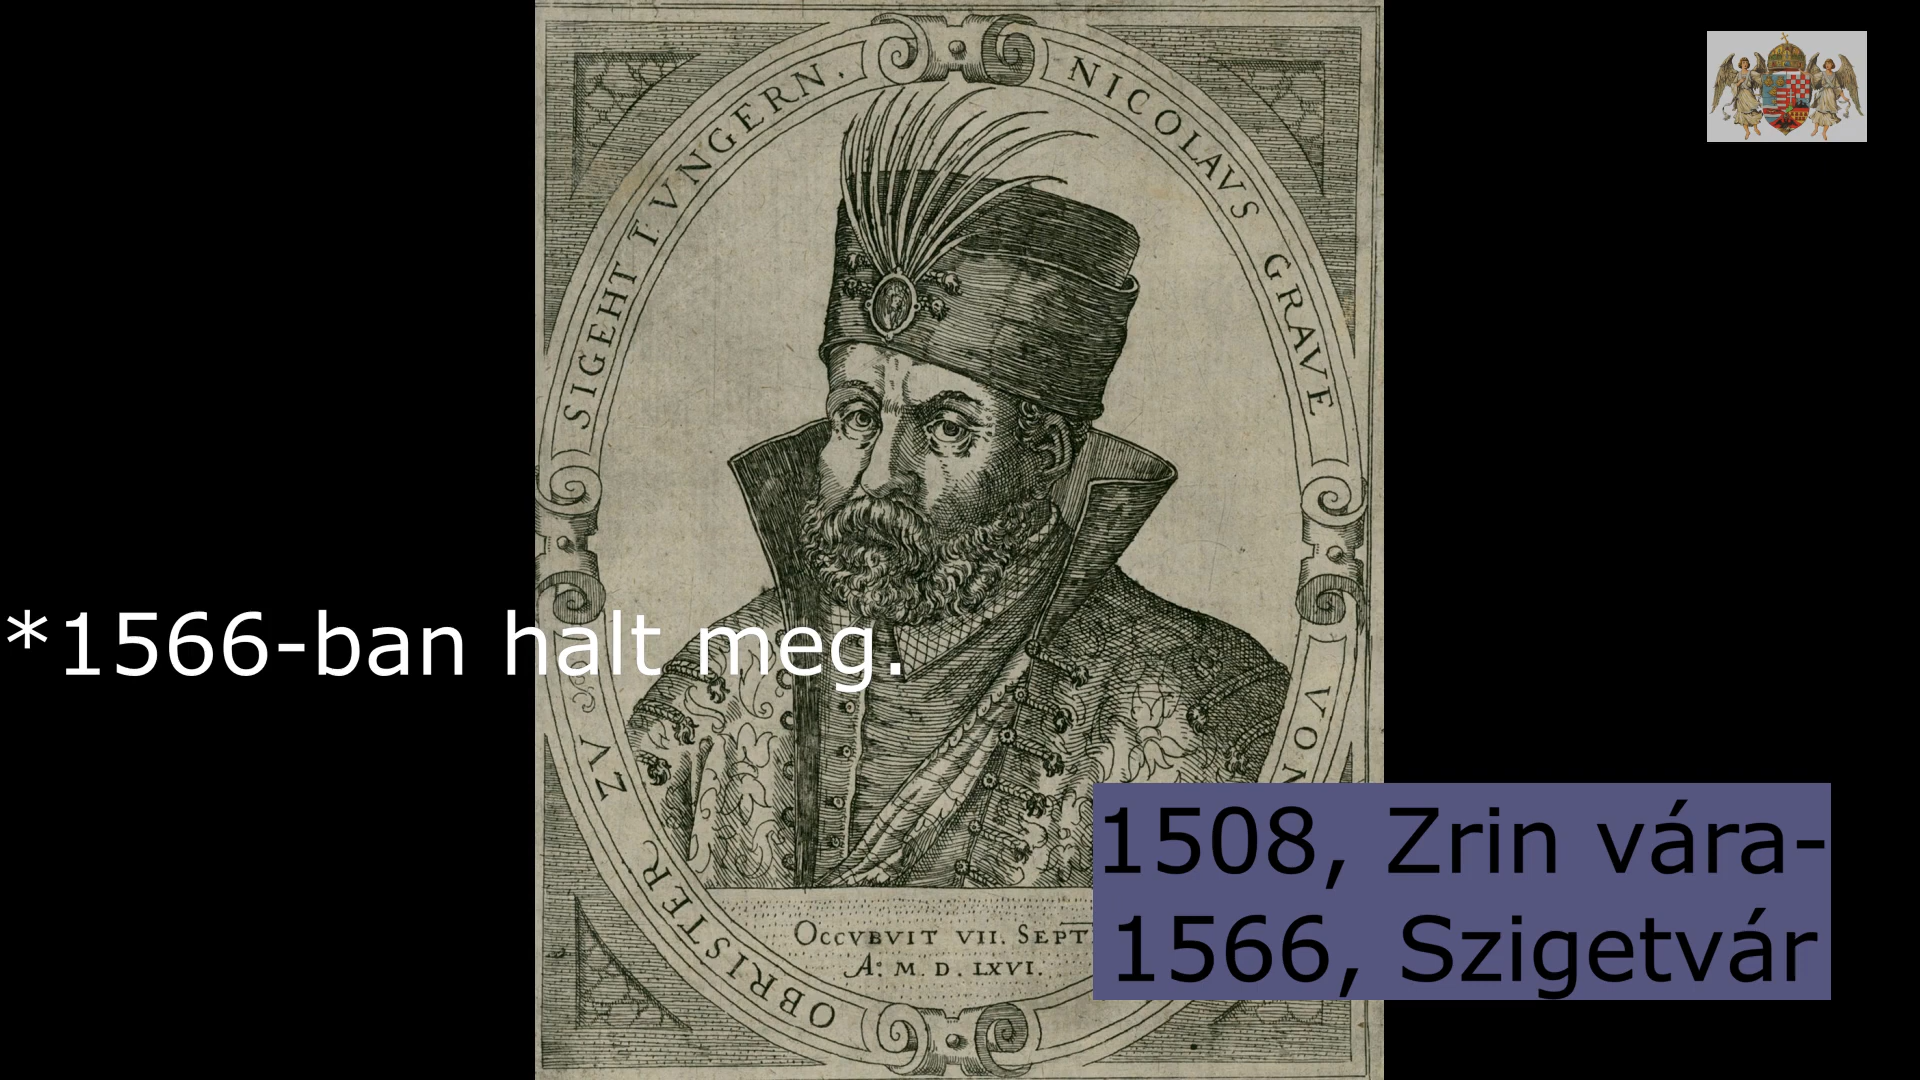 NICOLAVS GRAVE VON
OBRISTER ZV SIGEHT I. VNGERN.
*1566-ban halt meg.
1508, Zrin vára-
1566, Szigetvár
OCCVBVIT VII. SEPT
Aº: M. D. LXVI.